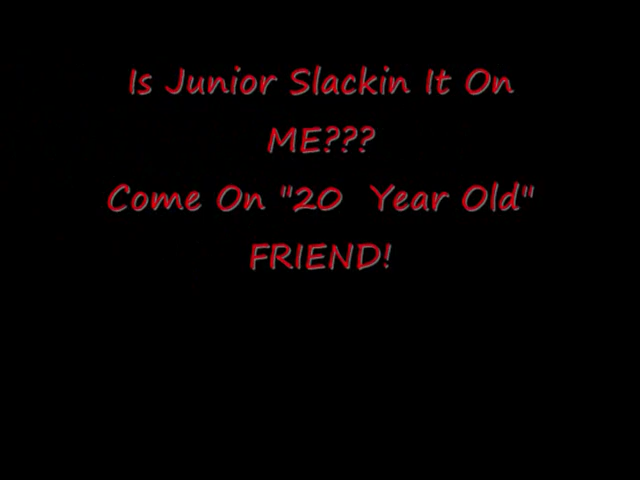 Is Junior Slackin It On
ME???
Come On "20  Year Old"
FRIEND!